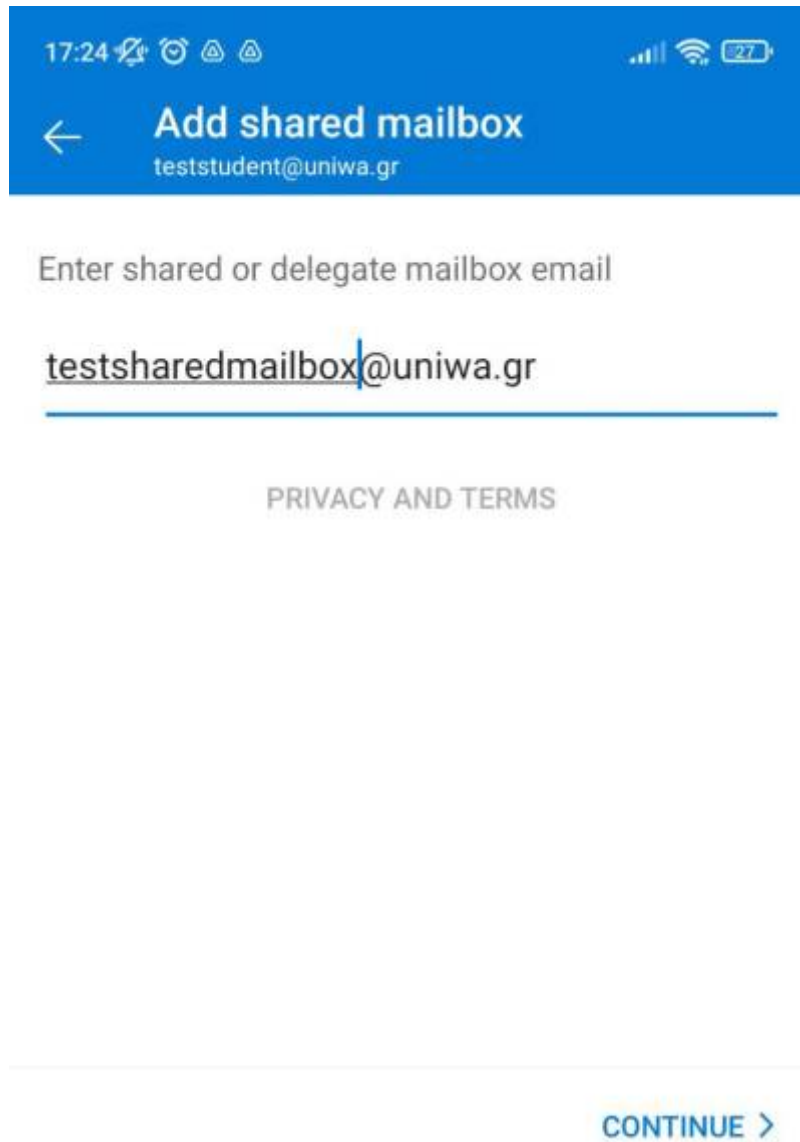 17:24 27
Add shared mailbox
teststudent@uniwa.gr
Enter shared or delegate mailbox email
testsharedmailbox@uniwa.gr
PRIVACY AND TERMS
CONTINUE >